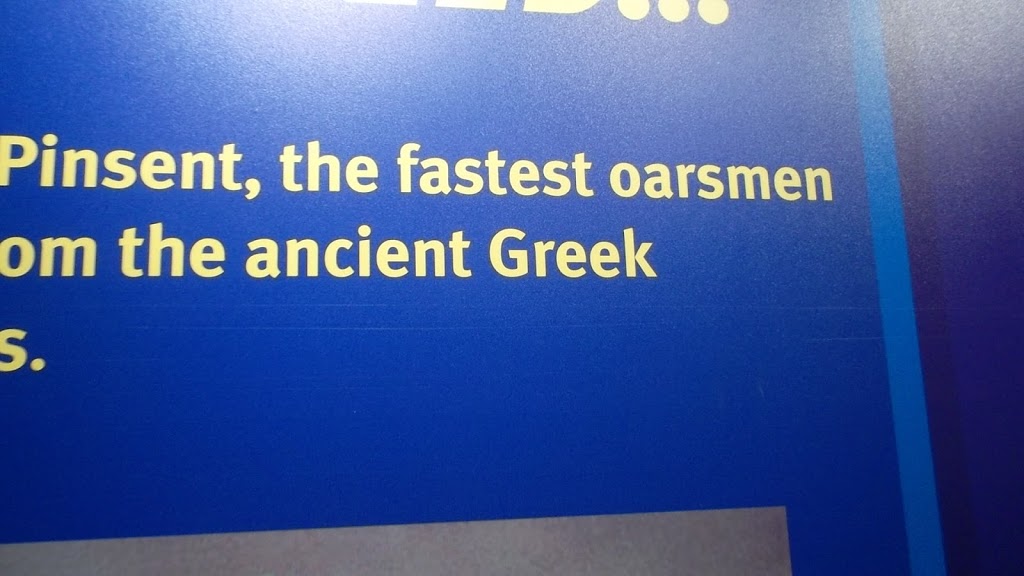 Pinsent, the fastest oarsmen
om the ancient Greek
s.